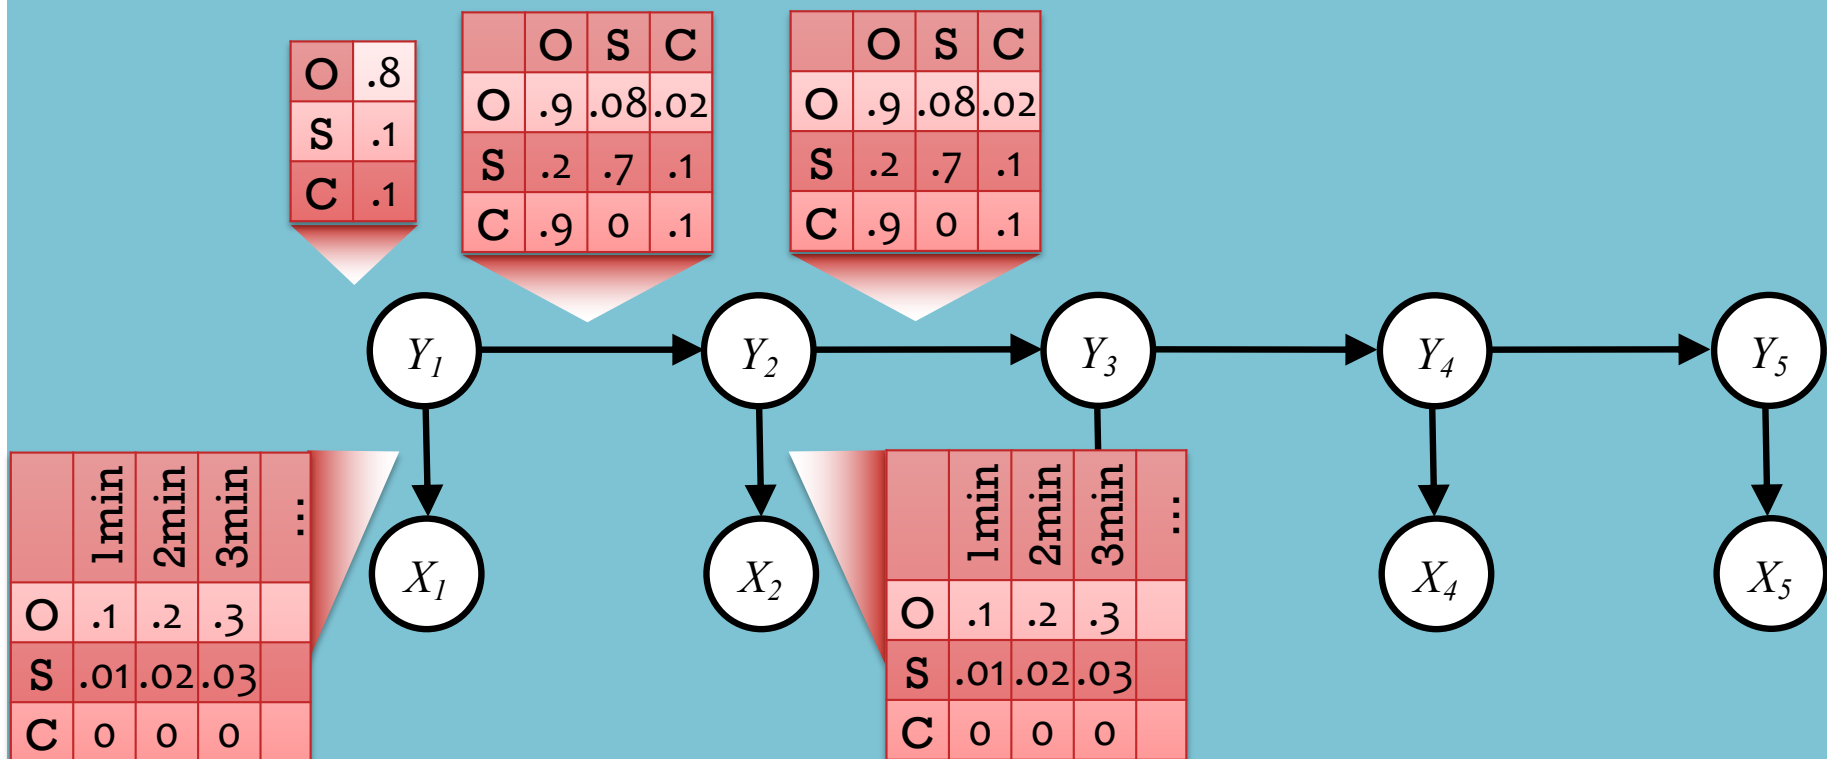 O .8
S .1
C .1
O S C
O .9 .08 .02
S .2 .7 .1
C .9 0 .1
O S C
O .9 .08 .02
S .2 .7 .1
C .9 0 .1
Y1 Y2 Y3 Y4 Y5
1min 2min 3min …
O .1 .2 .3
S .01 .02 .03
C 0 0 0
X1 X2
1min 2min 3min …
O .1 .2 .3
S .01 .02 .03
C 0 0 0
X4 X5